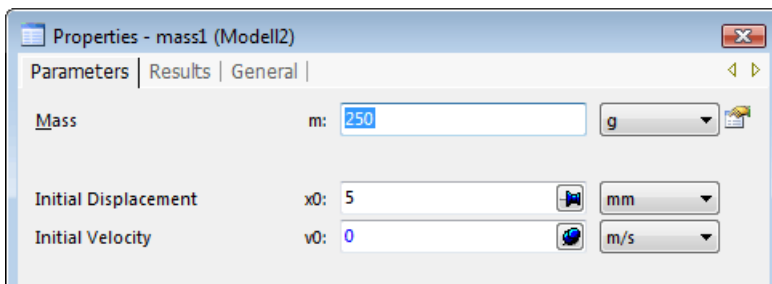 Properties - mass1 (Modell2)
Parameters | Results | General |
Mass m: 250 g
Initial Displacement x0: 5 mm
Initial Velocity v0: 0 m/s